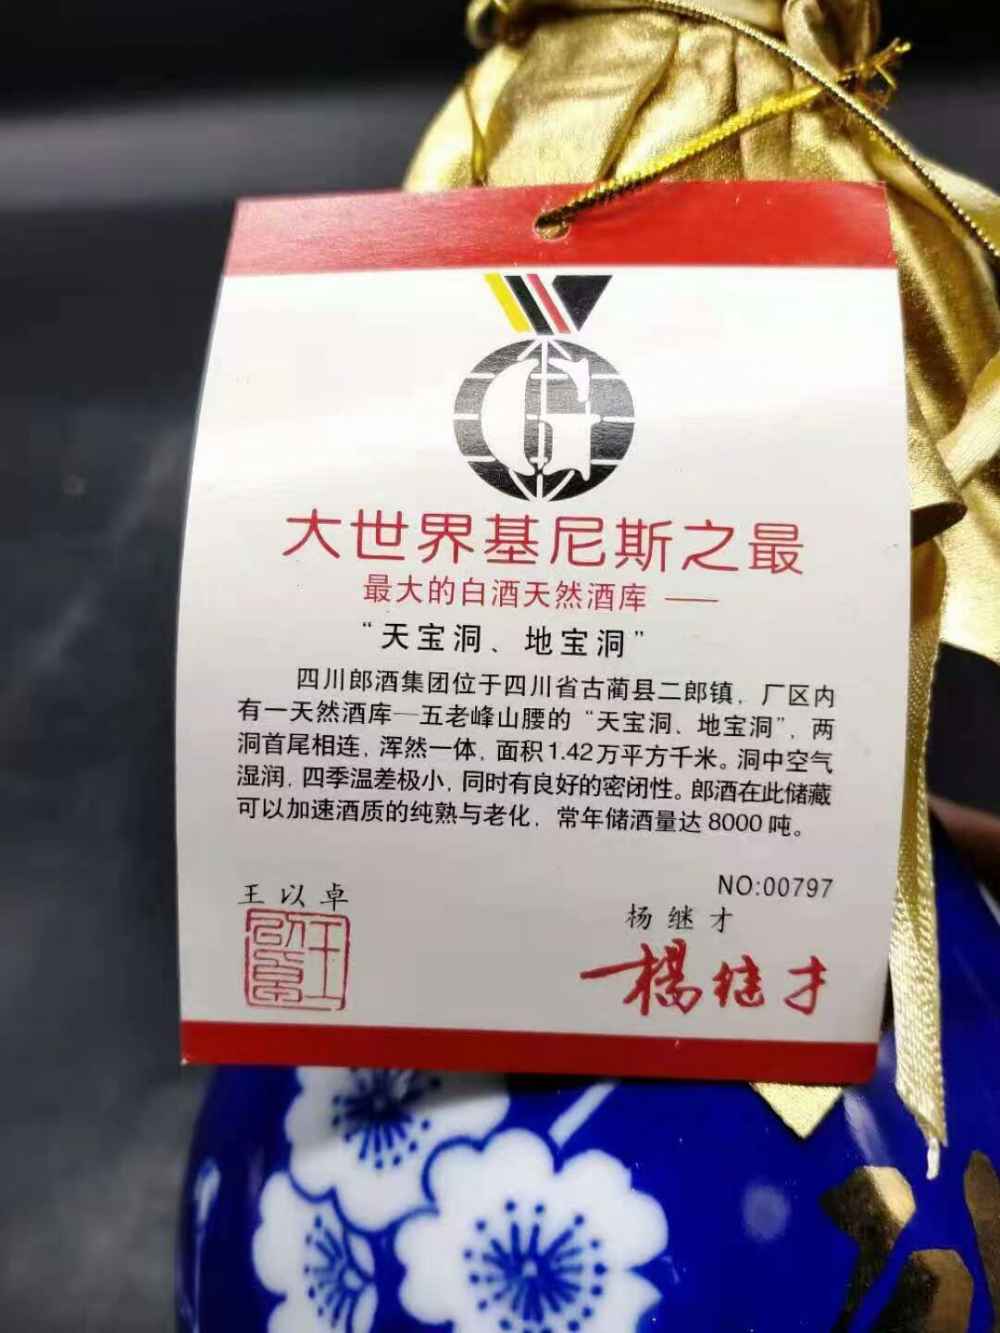 G
大世界基尼斯之最
最大的白酒天然酒库 ——
“天宝洞、地宝洞”
四川郎酒集团位于四川省古蔺县二郎镇，厂区内
有一天然酒库—五老峰山腰的“天宝洞、地宝洞”，两
洞首尾相连，浑然一体，面积1.42万平方千米。洞中空气
湿润，四季温差极小，同时有良好的密闭性。郎酒在此储藏
可以加速酒质的纯熟与老化，常年储酒量达8000吨。
NO:00797
王以卓
杨继才
楊继才